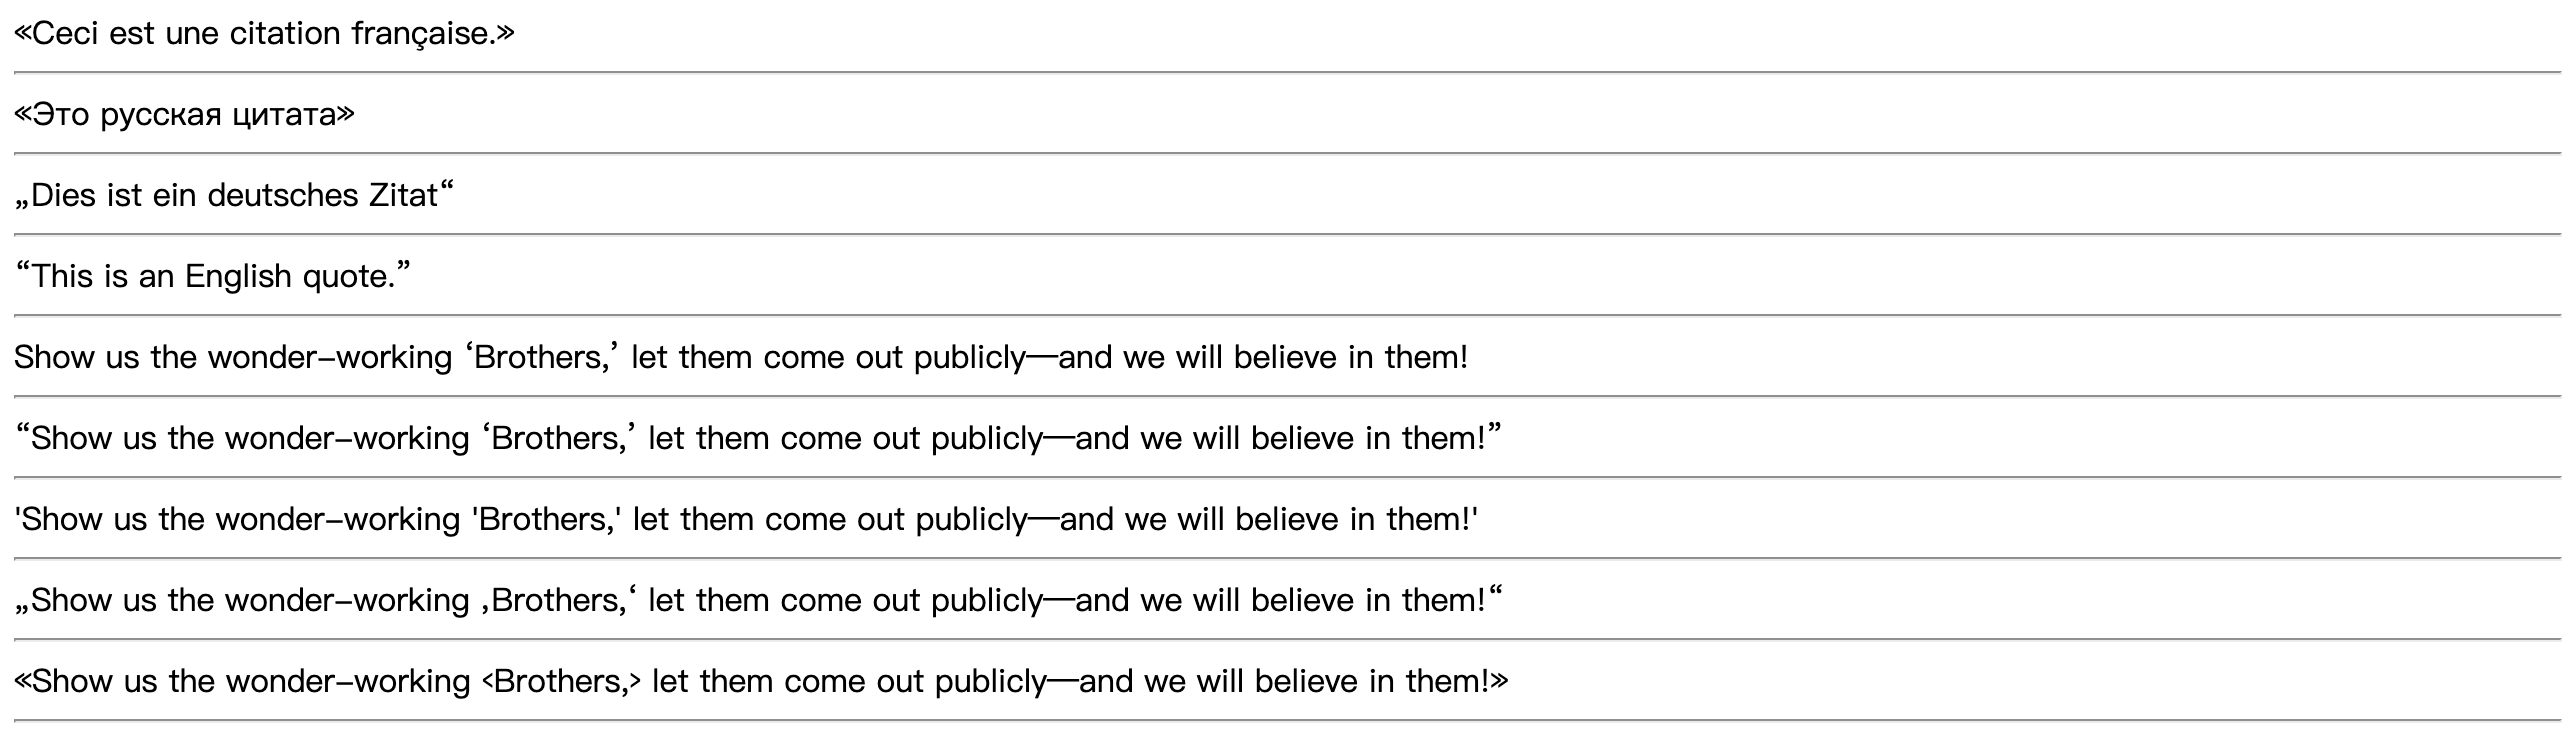 «Ceci est une citation française.»
«Это русская цитата»
„Dies ist ein deutsches Zitat“
“This is an English quote.”
Show us the wonder–working ‘Brothers,’ let them come out publicly—and we will believe in them!
“Show us the wonder–working ‘Brothers,’ let them come out publicly—and we will believe in them!”
'Show us the wonder–working 'Brothers,' let them come out publicly—and we will believe in them!'
„Show us the wonder–working ‚Brothers,‘ let them come out publicly—and we will believe in them!“
«Show us the wonder–working ‹Brothers,› let them come out publicly—and we will believe in them!»